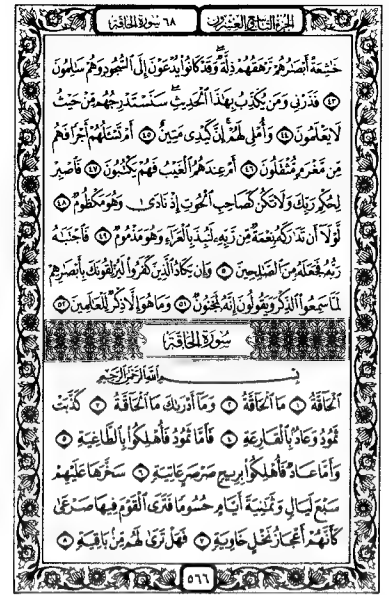 الجزء التاسع والعشرون ٦٨ سورة الحاقة
خَٰشِعَةً أَبْصَٰرُهُمْ تَرْهَقُهُمْ ذِلَّةٌ ۖ وَقَدْ كَانُوا۟ يُدْعَوْنَ إِلَى ٱلسُّجُودِ وَهُمْ سَٰلِمُونَ
٤٣ فَذَرْنِى وَمَن يُكَذِّبُ بِهَٰذَا ٱلْحَدِيثِ ۖ سَنَسْتَدْرِجُهُم مِّنْ حَيْثُ
لَا يَعْلَمُونَ ٤٤ وَأُمْلِى لَهُمْ ۚ إِنَّ كَيْدِى مَتِينٌ ٤٥ أَمْ تَسْـَٔلُهُمْ أَجْرًا فَهُم
مِّن مَّغْرَمٍ مُّثْقَلُونَ ٤٦ أَمْ عِندَهُمُ ٱلْغَيْبُ فَهُمْ يَكْتُبُونَ ٤٧ فَٱصْبِرْ
لِحُكْمِ رَبِّكَ وَلَا تَكُن كَصَاحِبِ ٱلْحُوتِ إِذْ نَادَىٰ وَهُوَ مَكْظُومٌ ٤٨
لَّوْلَآ أَن تَدَٰرَكَهُۥ نِعْمَةٌ مِّن رَّبِّهِۦ لَنُبِذَ بِٱلْعَرَآءِ وَهُوَ مَذْمُومٌ ٤٩ فَٱجْتَبَٰهُ
رَبُّهُۥ فَجَعَلَهُۥ مِنَ ٱلصَّٰلِحِينَ ٥٠ وَإِن يَكَادُ ٱلَّذِينَ كَفَرُوا۟ لَيُزْلِقُونَكَ بِأَبْصَٰرِهِمْ
لَمَّا سَمِعُوا۟ ٱلذِّكْرَ وَيَقُولُونَ إِنَّهُۥ لَمَجْنُونٌ ٥١ وَمَا هُوَ إِلَّا ذِكْرٌ لِّلْعَٰلَمِينَ ٥٢
سُورَةُ الحَاقَّةِ
بِسْمِ ٱللَّهِ ٱلرَّحْمَٰنِ ٱلرَّحِيمِ
ٱلْحَآقَّةُ ١ مَا ٱلْحَآقَّةُ ٢ وَمَآ أَدْرَىٰكَ مَا ٱلْحَآقَّةُ ٣ كَذَّبَتْ
ثَمُودُ وَعَادٌۢ بِٱلْقَارِعَةِ ٤ فَأَمَّا ثَمُودُ فَأُهْلِكُوا۟ بِٱلطَّاغِيَةِ ٥
وَأَمَّا عَادٌ فَأُهْلِكُوا۟ بِرِيحٍ صَرْصَرٍ عَاتِيَةٍ ٦ سَخَّرَهَا عَلَيْهِمْ
سَبْعَ لَيَالٍ وَثَمَٰنِيَةَ أَيَّامٍ حُسُومًا فَتَرَى ٱلْقَوْمَ فِيهَا صَرْعَىٰ
كَأَنَّهُمْ أَعْجَازُ نَخْلٍ خَاوِيَةٍ ٧ فَهَلْ تَرَىٰ لَهُم مِّنۢ بَاقِيَةٍ ٨
٥٦٦